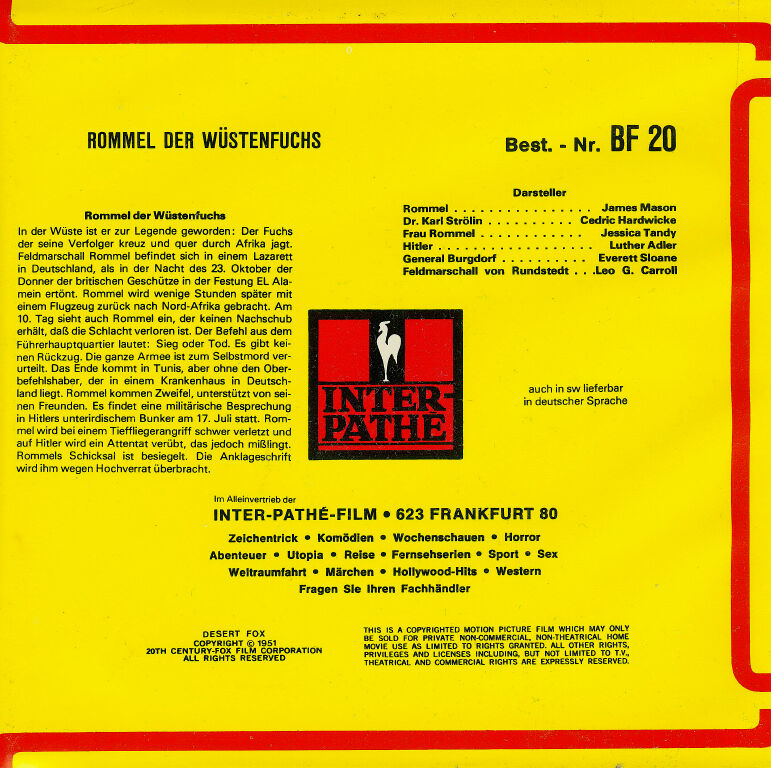 ROMMEL DER WÜSTENFUCHS
Best. - Nr. BF 20
Darsteller
Rommel . . . . . . . . . . . . . . . . James Mason
Dr. Karl Strölin . . . . . . . . . . Cedric Hardwicke
Frau Rommel . . . . . . . . . . . . Jessica Tandy
Hitler . . . . . . . . . . . . . . . . . . Luther Adler
General Burgdorf . . . . . . . . . . Everett Sloane
Feldmarschall von Rundstedt . . .Leo G. Carroll
Rommel der Wüstenfuchs
In der Wüste ist er zur Legende geworden: Der Fuchs
der seine Verfolger kreuz und quer durch Afrika jagt.
Feldmarschall Rommel befindet sich in einem Lazarett
in Deutschland, als in der Nacht des 23. Oktober der
Donner der britischen Geschütze in der Festung EL Ala-
mein ertönt. Rommel wird wenige Stunden später mit
einem Flugzeug zurück nach Nord-Afrika gebracht. Am
10. Tag sieht auch Rommel ein, der keinen Nachschub
erhält, daß die Schlacht verloren ist. Der Befehl aus dem
Führerhauptquartier lautet: Sieg oder Tod. Es gibt kei-
nen Rückzug. Die ganze Armee ist zum Selbstmord ver-
urteilt. Das Ende kommt in Tunis, aber ohne den Ober-
befehlshaber, der in einem Krankenhaus in Deutsch-
land liegt. Rommel kommen Zweifel, unterstützt von sei-
nen Freunden. Es findet eine militärische Besprechung
in Hitlers unterirdischem Bunker am 17. Juli statt. Rom-
mel wird bei einem Tieffliegerangriff schwer verletzt und
auf Hitler wird ein Attentat verübt, das jedoch mißlingt.
Rommels Schicksal ist besiegelt. Die Anklageschrift
wird ihm wegen Hochverrat überbracht.
INTER-
PATHÉ
auch in sw lieferbar
in deutscher Sprache
Im Alleinvertrieb der
INTER-PATHÉ-FILM • 623 FRANKFURT 80
Zeichentrick • Komödien • Wochenschauen • Horror
Abenteuer • Utopia • Reise • Fernsehserien • Sport • Sex
Weltraumfahrt • Märchen • Hollywood-Hits • Western
Fragen Sie Ihren Fachhändler
DESERT FOX
COPYRIGHT © 1951
20TH CENTURY-FOX FILM CORPORATION
ALL RIGHTS RESERVED
THIS IS A COPYRIGHTED MOTION PICTURE FILM WHICH MAY ONLY
BE SOLD FOR PRIVATE NON-COMMERCIAL, NON-THEATRICAL HOME
MOVIE USE AS LIMITED TO RIGHTS GRANTED. ALL OTHER RIGHTS,
PRIVILEGES AND LICENSES INCLUDING, BUT NOT LIMITED TO T.V.,
THEATRICAL AND COMMERCIAL RIGHTS ARE EXPRESSLY RESERVED.